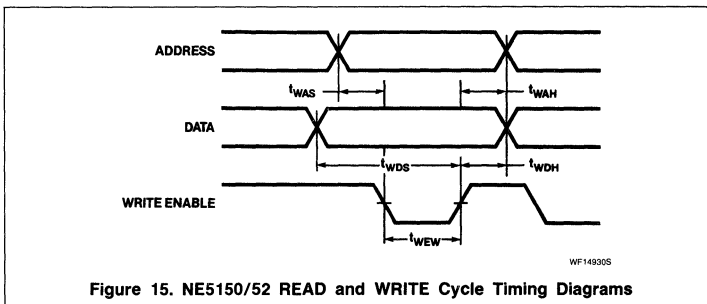 ADDRESS
tWAS
tWAH
DATA
tWDS
tWDH
WRITE ENABLE
tWEW
WF14930S
Figure 15. NE5150/52 READ and WRITE Cycle Timing Diagrams